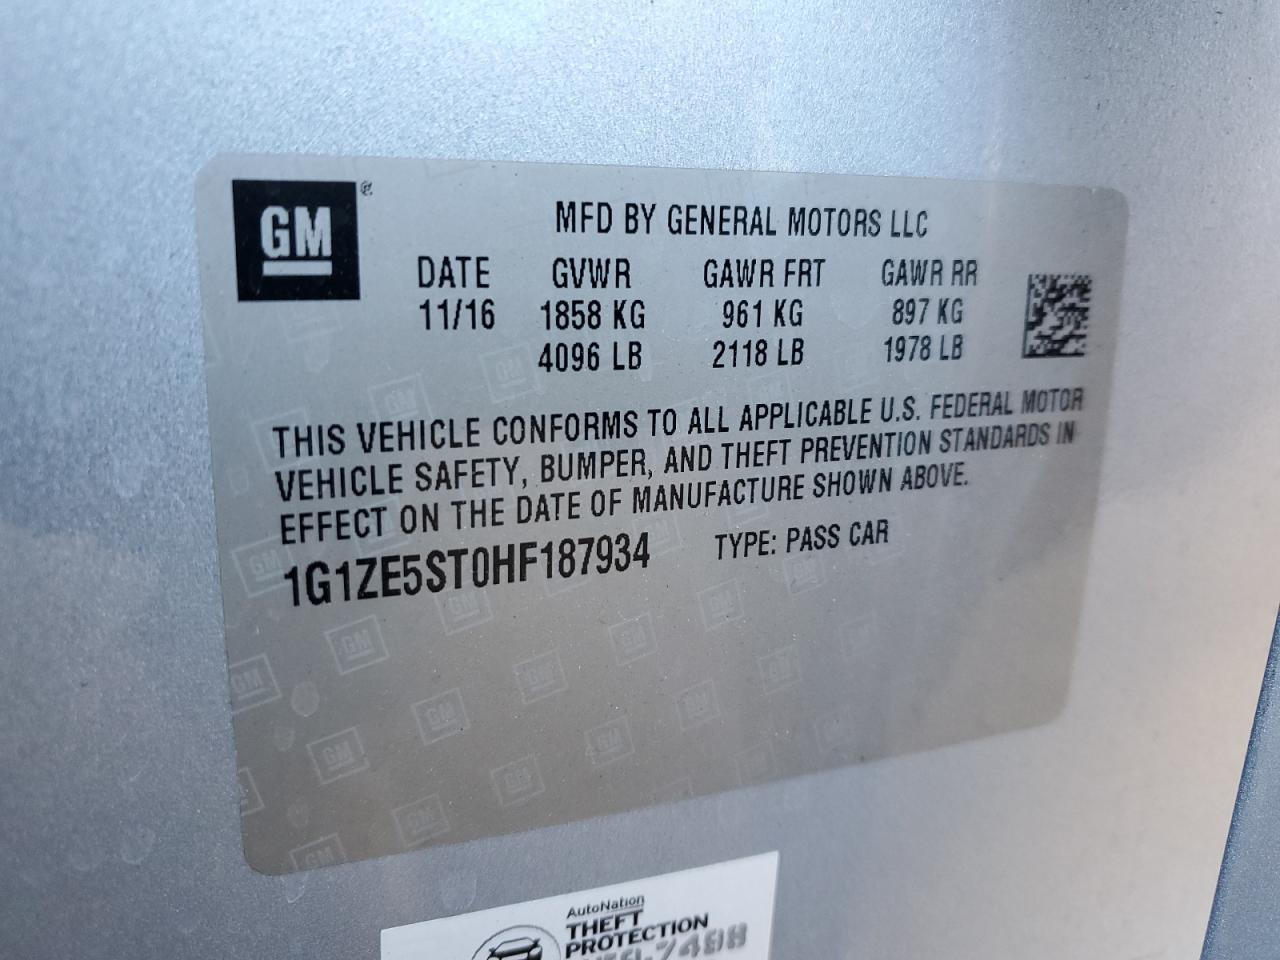 GM
MFD BY GENERAL MOTORS LLC
DATE GVWR GAWR FRT GAWR RR
11/16 1858 KG 961 KG 897 KG
4096 LB 2118 LB 1978 LB
THIS VEHICLE CONFORMS TO ALL APPLICABLE U.S. FEDERAL MOTOR
VEHICLE SAFETY, BUMPER, AND THEFT PREVENTION STANDARDS IN
EFFECT ON THE DATE OF MANUFACTURE SHOWN ABOVE.
1G1ZE5ST0HF187934 TYPE: PASS CAR
AutoNation
THEFT
PROTECTION